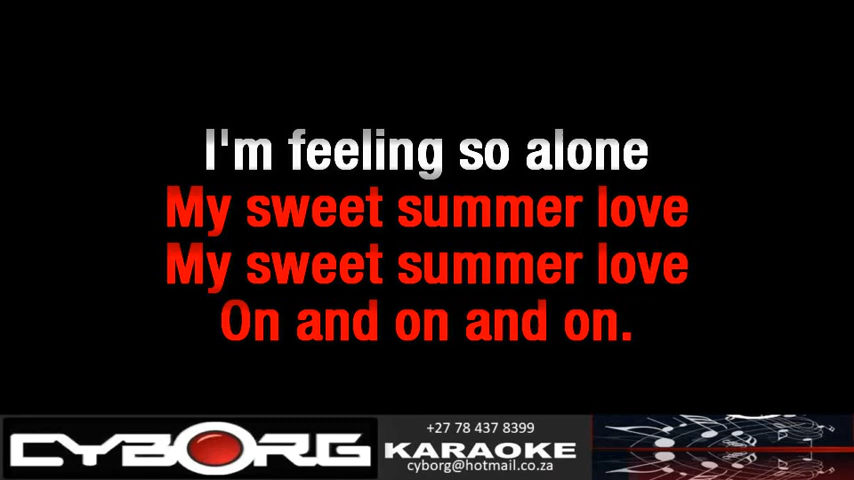 I'm feeling so alone
My sweet summer love
My sweet summer love
On and on and on.
CYBORG
+27 78 437 8399
KARAOKE
cyborg@hotmail.co.za